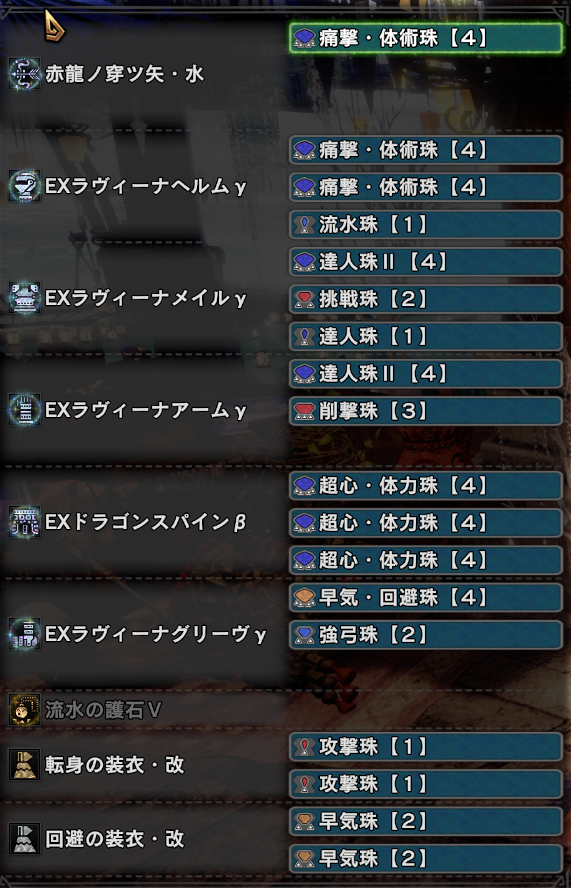 赤龍ノ穿ツ矢・水
痛撃・体術珠【4】
EXラヴィーナヘルムγ
痛撃・体術珠【4】
痛撃・体術珠【4】
流水珠【1】
EXラヴィーナメイルγ
達人珠II【4】
挑戦珠【2】
達人珠【1】
EXラヴィーナアームγ
達人珠II【4】
削撃珠【3】
EXドラゴンスパインβ
超心・体力珠【4】
超心・体力珠【4】
超心・体力珠【4】
EXラヴィーナグリーヴγ
早気・回避珠【4】
強弓珠【2】
流水の護石V
転身の装衣・改
攻撃珠【1】
攻撃珠【1】
回避の装衣・改
早気珠【2】
早気珠【2】